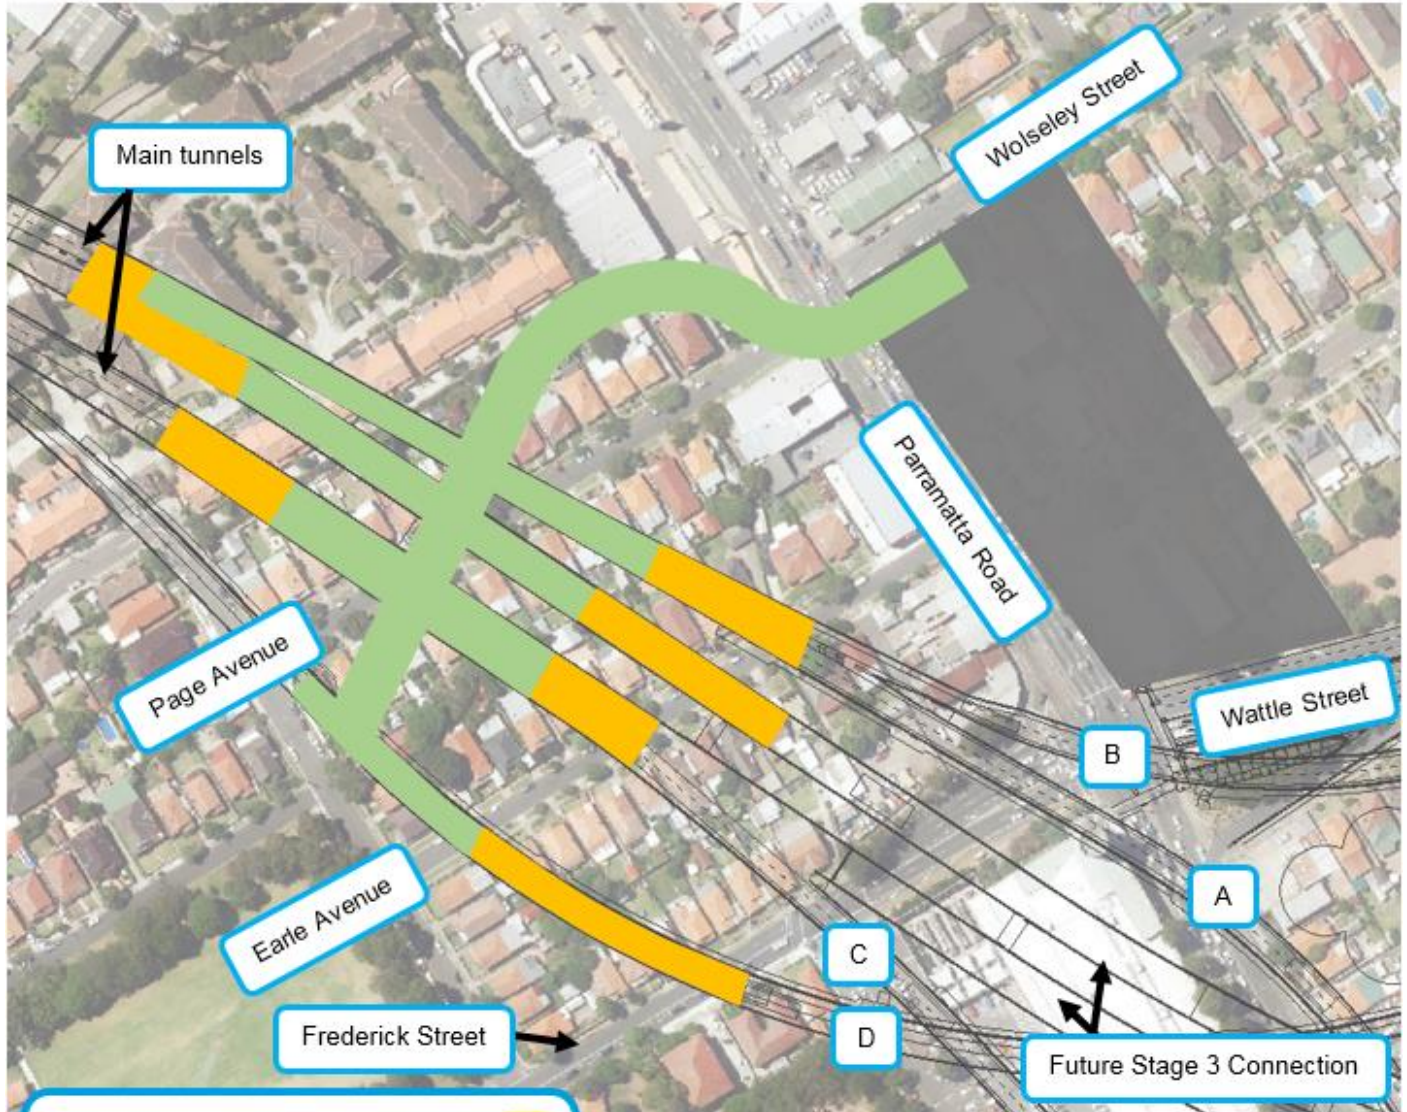 Wolseley Street
Main tunnels
Parramatta Road
Page Avenue
Wattle Street
B
A
Earle Avenue
C
Frederick Street
D
Future Stage 3 Connection